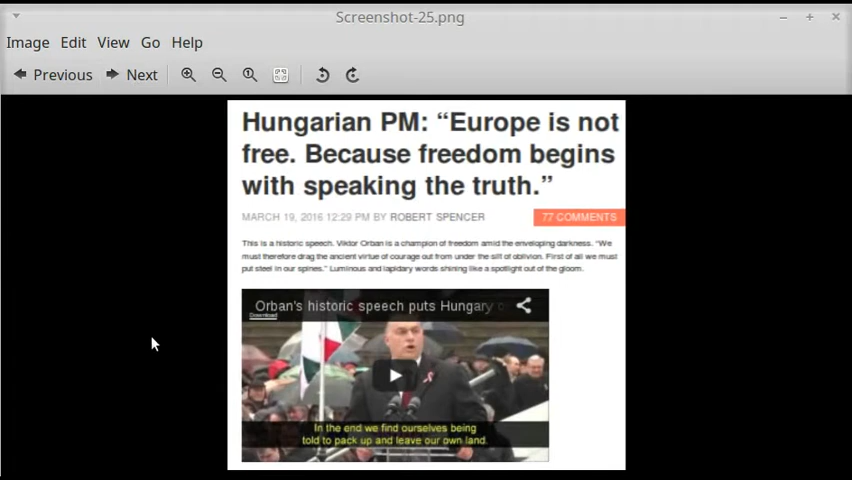 Screenshot-25.png
Image Edit View Go Help
Previous Next
Hungarian PM: “Europe is not
free. Because freedom begins
with speaking the truth.”
MARCH 19, 2016 12:29 PM BY ROBERT SPENCER
77 COMMENTS
This is a historic speech. Viktor Orban is a champion of freedom amid the enveloping darkness. “We
must therefore drag the ancient virtue of courage out from under the silt of oblivion. First of all we must
put steel in our spines.” Luminous and lapidary words shining like a spotlight out of the gloom.
Orban's historic speech puts Hungary
Download
In the end we find ourselves being
told to pack up and leave our own land.